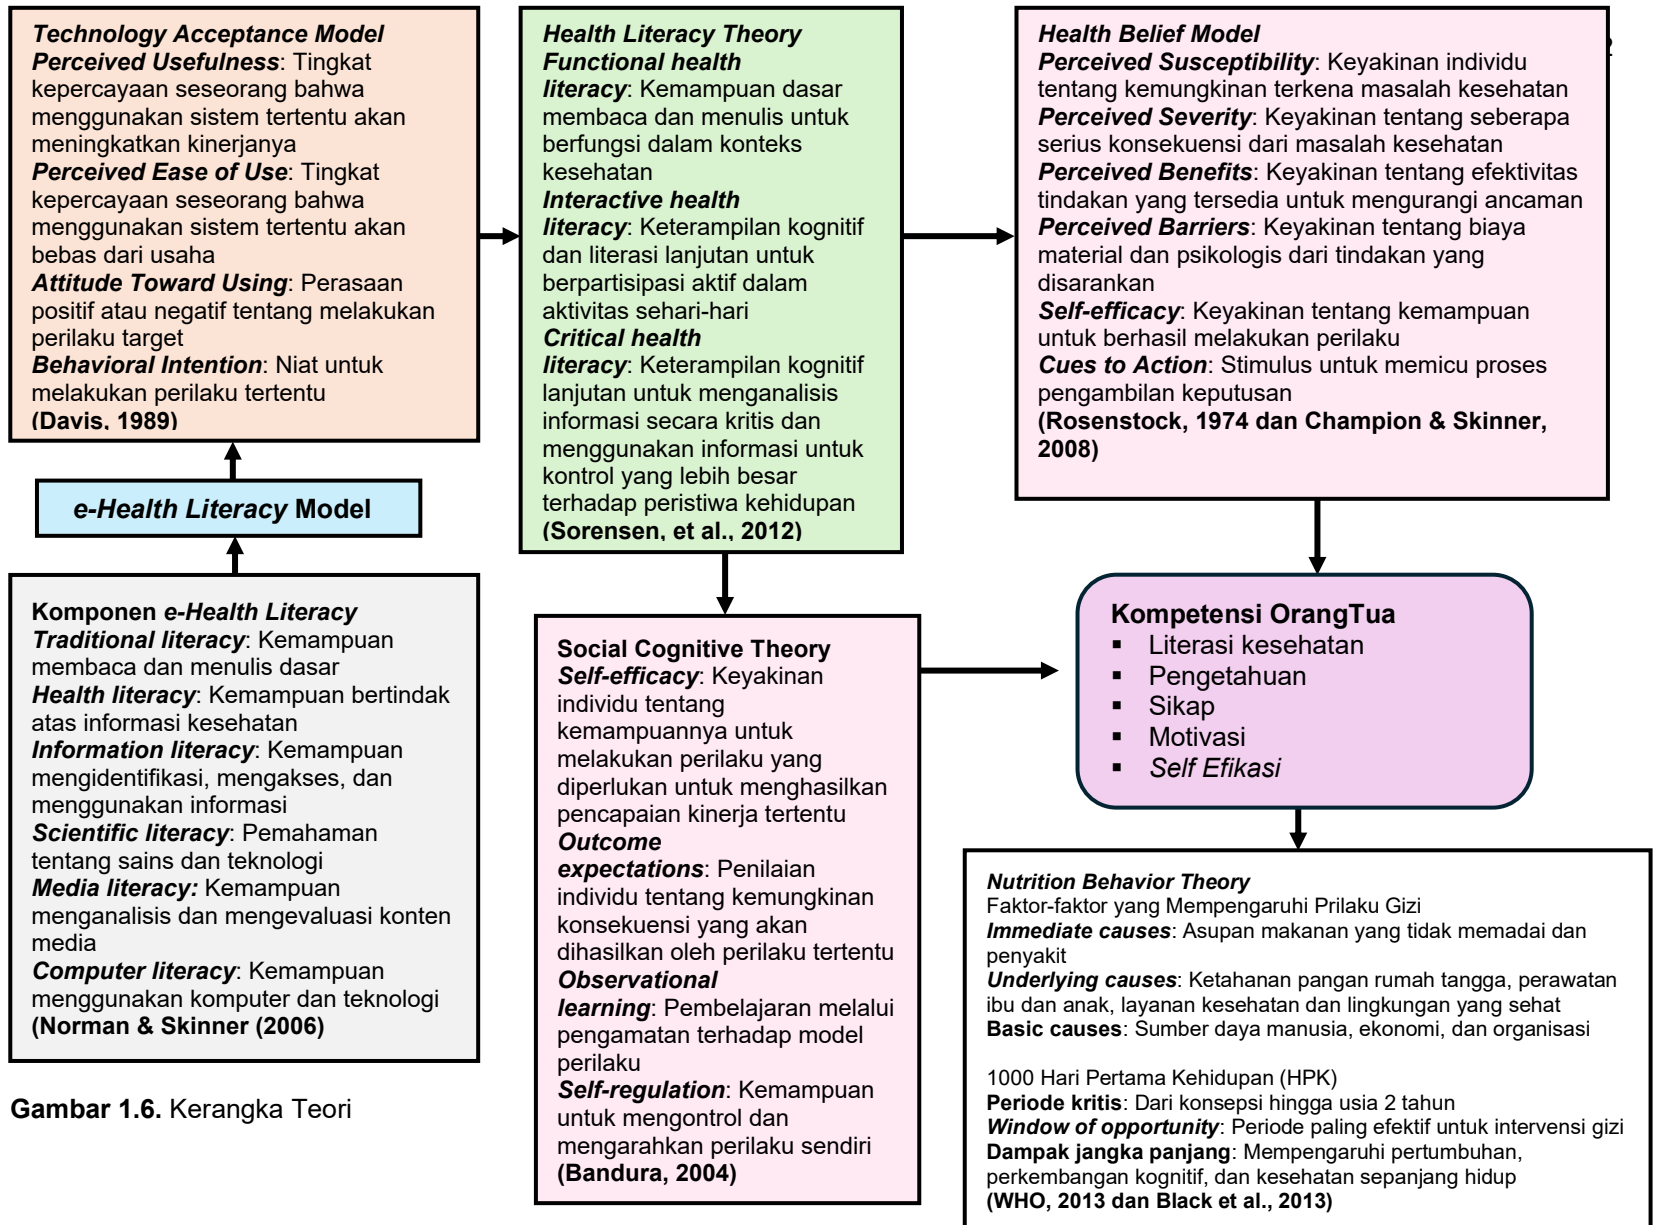 Technology Acceptance Model
Perceived Usefulness: Tingkat
kepercayaan seseorang bahwa
menggunakan sistem tertentu akan
meningkatkan kinerjanya
Perceived Ease of Use: Tingkat
kepercayaan seseorang bahwa
menggunakan sistem tertentu akan
bebas dari usaha
Attitude Toward Using: Perasaan
positif atau negatif tentang melakukan
perilaku target
Behavioral Intention: Niat untuk
melakukan perilaku tertentu
(Davis, 1989)
e-Health Literacy Model
Komponen e-Health Literacy
Traditional literacy: Kemampuan
membaca dan menulis dasar
Health literacy: Kemampuan bertindak
atas informasi kesehatan
Information literacy: Kemampuan
mengidentifikasi, mengakses, dan
menggunakan informasi
Scientific literacy: Pemahaman
tentang sains dan teknologi
Media literacy: Kemampuan
menganalisis dan mengevaluasi konten
media
Computer literacy: Kemampuan
menggunakan komputer dan teknologi
(Norman & Skinner (2006)
Gambar 1.6. Kerangka Teori
Health Literacy Theory
Functional health
literacy: Kemampuan dasar
membaca dan menulis untuk
berfungsi dalam konteks
kesehatan
Interactive health
literacy: Keterampilan kognitif
dan literasi lanjutan untuk
berpartisipasi aktif dalam
aktivitas sehari-hari
Critical health
literacy: Keterampilan kognitif
lanjutan untuk menganalisis
informasi secara kritis dan
menggunakan informasi untuk
kontrol yang lebih besar
terhadap peristiwa kehidupan
(Sorensen, et al., 2012)
Social Cognitive Theory
Self-efficacy: Keyakinan
individu tentang
kemampuannya untuk
melakukan perilaku yang
diperlukan untuk menghasilkan
pencapaian kinerja tertentu
Outcome
expectations: Penilaian
individu tentang kemungkinan
konsekuensi yang akan
dihasilkan oleh perilaku tertentu
Observational
learning: Pembelajaran melalui
pengamatan terhadap model
perilaku
Self-regulation: Kemampuan
untuk mengontrol dan
mengarahkan perilaku sendiri
(Bandura, 2004)
Health Belief Model
Perceived Susceptibility: Keyakinan individu
tentang kemungkinan terkena masalah kesehatan
Perceived Severity: Keyakinan tentang seberapa
serius konsekuensi dari masalah kesehatan
Perceived Benefits: Keyakinan tentang efektivitas
tindakan yang tersedia untuk mengurangi ancaman
Perceived Barriers: Keyakinan tentang biaya
material dan psikologis dari tindakan yang
disarankan
Self-efficacy: Keyakinan tentang kemampuan
untuk berhasil melakukan perilaku
Cues to Action: Stimulus untuk memicu proses
pengambilan keputusan
(Rosenstock, 1974 dan Champion & Skinner,
2008)
Kompetensi OrangTua
▪ Literasi kesehatan
▪ Pengetahuan
▪ Sikap
▪ Motivasi
▪ Self Efikasi
Nutrition Behavior Theory
Faktor-faktor yang Mempengaruhi Prilaku Gizi
Immediate causes: Asupan makanan yang tidak memadai dan
penyakit
Underlying causes: Ketahanan pangan rumah tangga, perawatan
ibu dan anak, layanan kesehatan dan lingkungan yang sehat
Basic causes: Sumber daya manusia, ekonomi, dan organisasi
1000 Hari Pertama Kehidupan (HPK)
Periode kritis: Dari konsepsi hingga usia 2 tahun
Window of opportunity: Periode paling efektif untuk intervensi gizi
Dampak jangka panjang: Mempengaruhi pertumbuhan,
perkembangan kognitif, dan kesehatan sepanjang hidup
(WHO, 2013 dan Black et al., 2013)